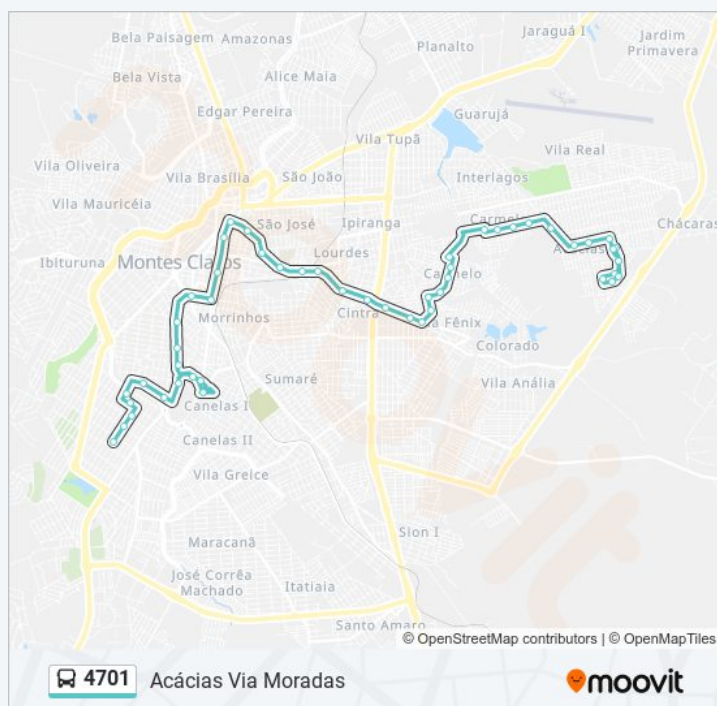 Bela Paisagem
Amazonas
Jaraguá I
Jardim
Primavera
Planalto
Bela Vista
Alice Maia
Edgar Pereira
Guarujá
Vila Tupã
Vila Real
Vila Oliveira
Vila Brasília
São João
Interlagos
Vila Mauricéia
São José
Ipiranga
Carmelo
Chácaras
Ibituruna
Montes Claros
Lourdes
Carmelo
Acácias
Morrinhos
Cintra
Vila Fênix
Colorado
Sumaré
Vila Anália
Canelas I
Canelas II
Vila Greice
Sion I
Maracanã
José Corrêa
Machado
Itatiaia
Santo Amaro
© OpenStreetMap contributors | © OpenMapTiles
4701 Acácias Via Moradas
moovit